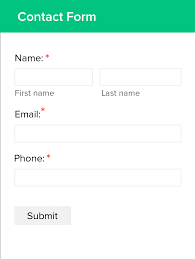 Contact Form
Name: *
First name Last name
Email:*
Phone: *
Submit